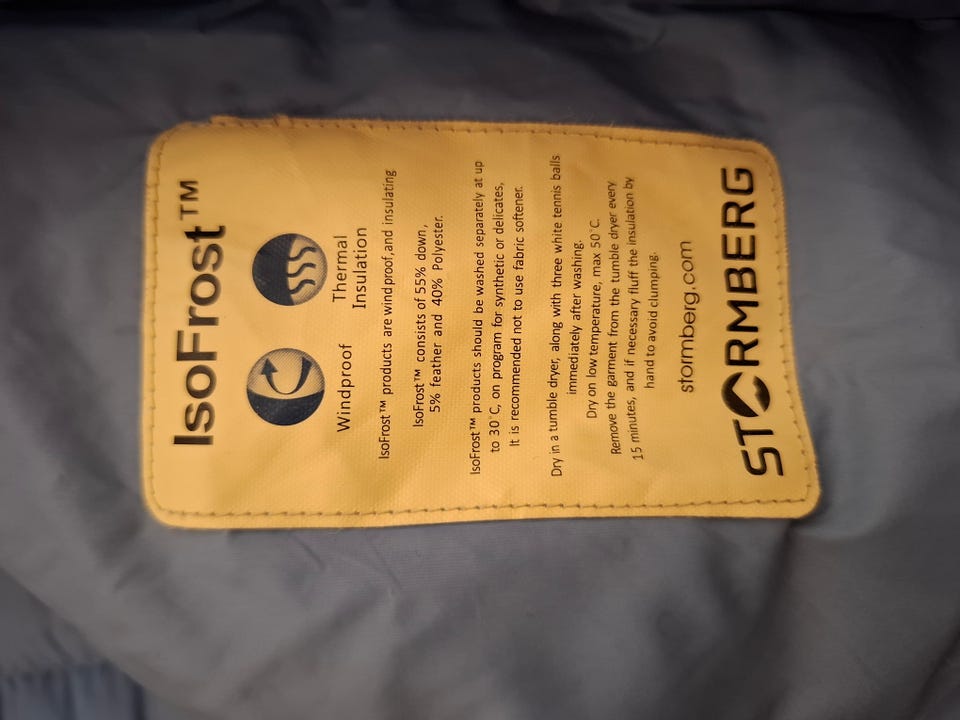 IsoFrost™
Windproof
Thermal
Insulation
IsoFrost™ products are windproof,and insulating
IsoFrost™ consists of 55% down,
5% feather and 40% Polyester.
IsoFrost™ products should be washed separately at up
to 30°C, on program for synthetic or delicates,
It is recommended not to use fabric softener.
Dry in a tumble dryer, along with three white tennis balls
immediately after washing.
Dry on low temperature, max 50°C.
Remove the garment from the tumble dryer every
15 minutes, and if necessary fluff the insulation by
hand to avoid clumping.
stormberg.com
STORMBERG